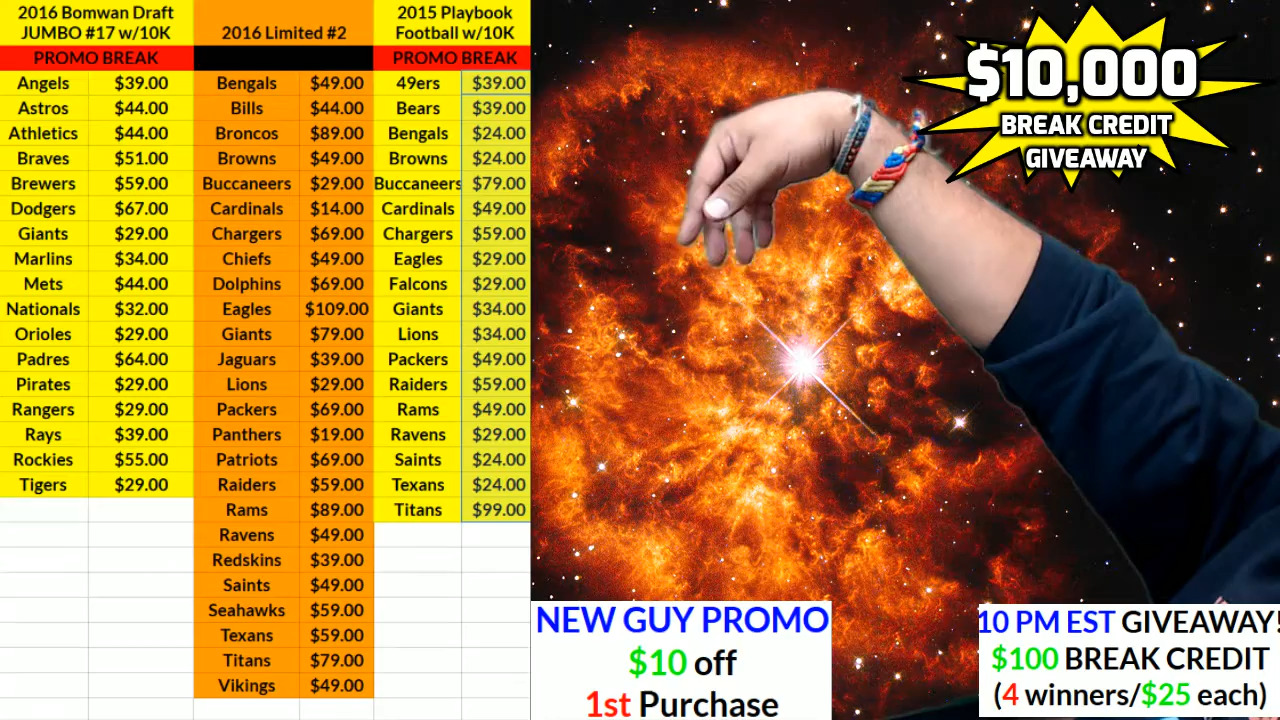 2016 Bomwan Draft
JUMBO #17 w/10K
PROMO BREAK
Angels $39.00
Astros $44.00
Athletics $44.00
Braves $51.00
Brewers $59.00
Dodgers $67.00
Giants $29.00
Marlins $34.00
Mets $44.00
Nationals $32.00
Orioles $29.00
Padres $64.00
Pirates $29.00
Rangers $29.00
Rays $39.00
Rockies $55.00
Tigers $29.00
2016 Limited #2
Bengals $49.00
Bills $44.00
Broncos $89.00
Browns $49.00
Buccaneers $29.00
Cardinals $14.00
Chargers $69.00
Chiefs $49.00
Dolphins $69.00
Eagles $109.00
Giants $79.00
Jaguars $39.00
Lions $29.00
Packers $69.00
Panthers $19.00
Patriots $69.00
Raiders $59.00
Rams $89.00
Ravens $49.00
Redskins $39.00
Saints $49.00
Seahawks $59.00
Texans $59.00
Titans $79.00
Vikings $49.00
2015 Playbook
Football w/10K
PROMO BREAK
49ers $39.00
Bears $39.00
Bengals $24.00
Browns $24.00
Buccaneers $79.00
Cardinals $49.00
Chargers $59.00
Eagles $29.00
Falcons $29.00
Giants $34.00
Lions $34.00
Packers $49.00
Raiders $59.00
Rams $49.00
Ravens $29.00
Saints $24.00
Texans $24.00
Titans $99.00
$10,000
BREAK CREDIT
GIVEAWAY
NEW GUY PROMO
$10 off
1st Purchase
10 PM EST GIVEAWAY!
$100 BREAK CREDIT
(4 winners/$25 each)